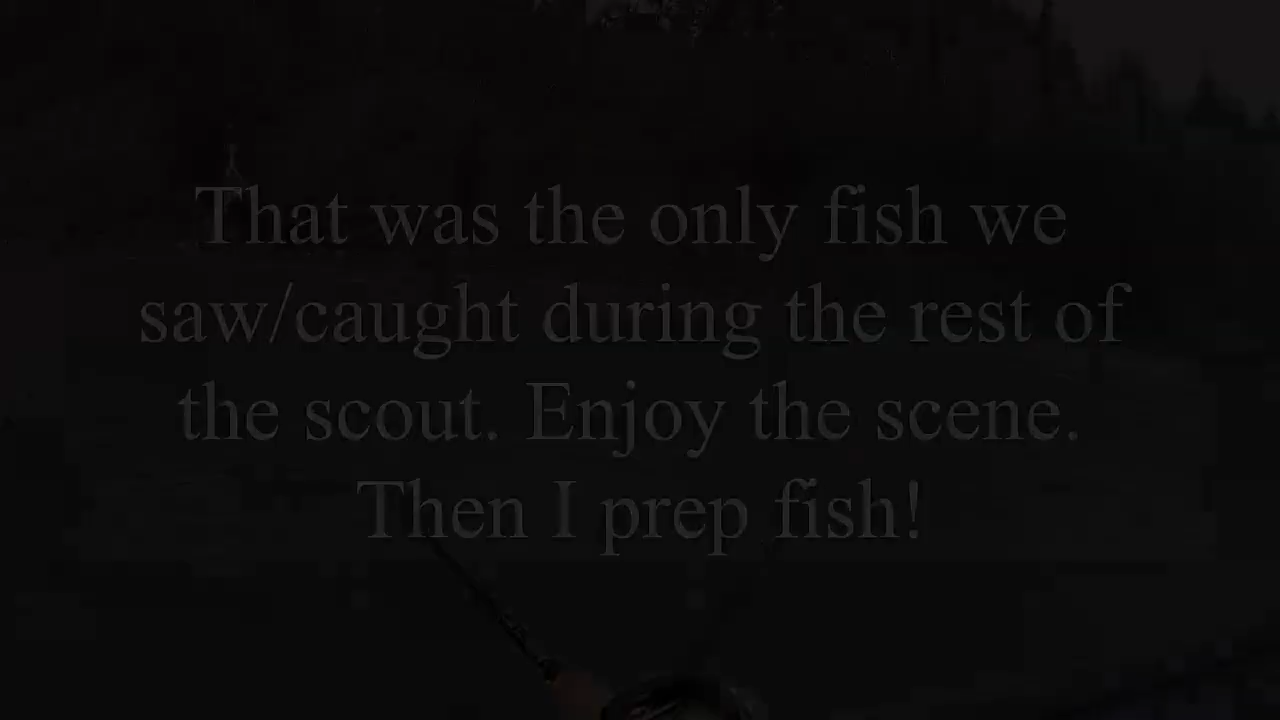 That was the only fish we
saw/caught during the rest of
the scout. Enjoy the scene.
Then I prep fish!